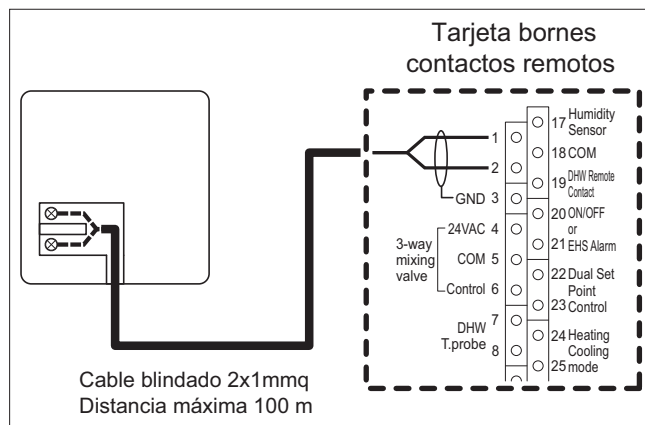 Tarjeta bornes
contactos remotos
1
2
GND 3
24VAC 4
3-way
mixing
valve
COM 5
Control 6
DHW
T.probe
7
8
17 Humidity
Sensor
18 COM
19 DHW Remote
Contact
20 ON/OFF
or
21 EHS Alarm
22 Dual Set
Point
23 Control
24 Heating
Cooling
25 mode
Cable blindado 2x1mmq
Distancia máxima 100 m